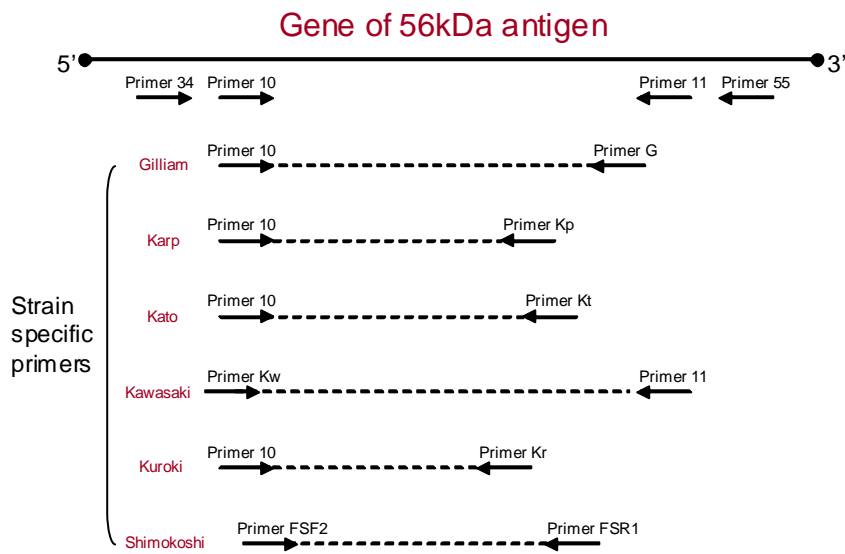 Gene of 56kDa antigen
5’ 3’
Primer 34 Primer 10 Primer 11 Primer 55
Gilliam Primer 10 Primer G
Karp Primer 10 Primer Kp
Kato Primer 10 Primer Kt
Strain
specific
primers
Kawasaki Primer Kw Primer 11
Kuroki Primer 10 Primer Kr
Shimokoshi Primer FSF2 Primer FSR1